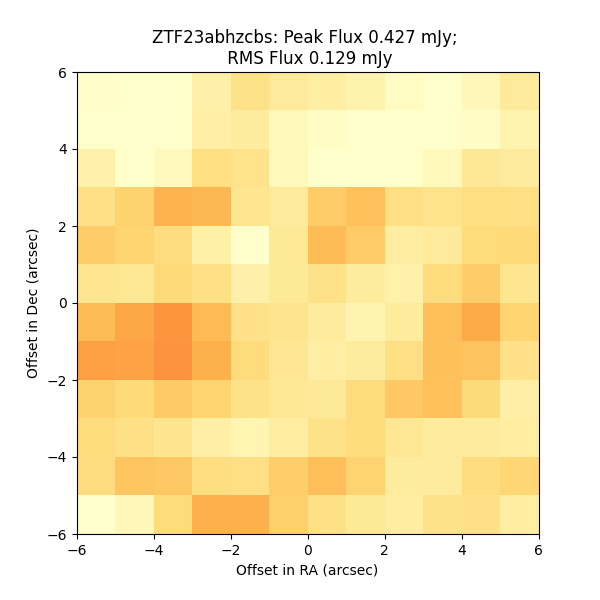 ZTF23abhzcbs: Peak Flux 0.427 mJy;
RMS Flux 0.129 mJy
6
4
2
0
−2
−4
−6
Offset in Dec (arcsec)
−6 −4 −2 0 2 4 6
Offset in RA (arcsec)